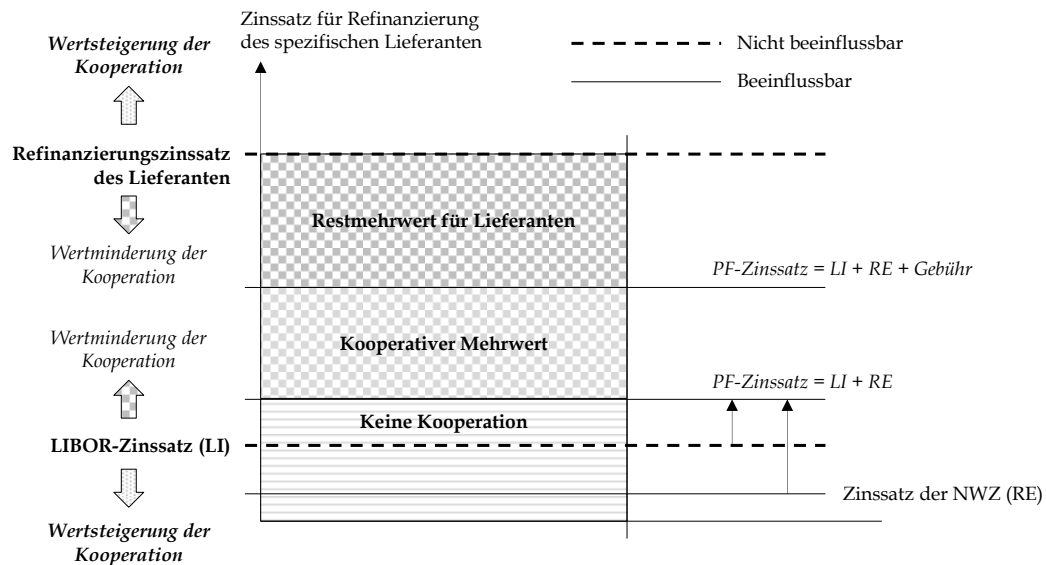 Zinssatz für Refinanzierung
des spezifischen Lieferanten
Nicht beeinflussbar
Beeinflussbar
Wertsteigerung der
Kooperation
Refinanzierungszinssatz
des Lieferanten
Wertminderung der
Kooperation
Wertminderung der
Kooperation
LIBOR-Zinssatz (LI)
Wertsteigerung der
Kooperation
Restmehrwert für Lieferanten
Kooperativer Mehrwert
Keine Kooperation
PF-Zinssatz = LI + RE + Gebühr
PF-Zinssatz = LI + RE
Zinssatz der NWZ (RE)